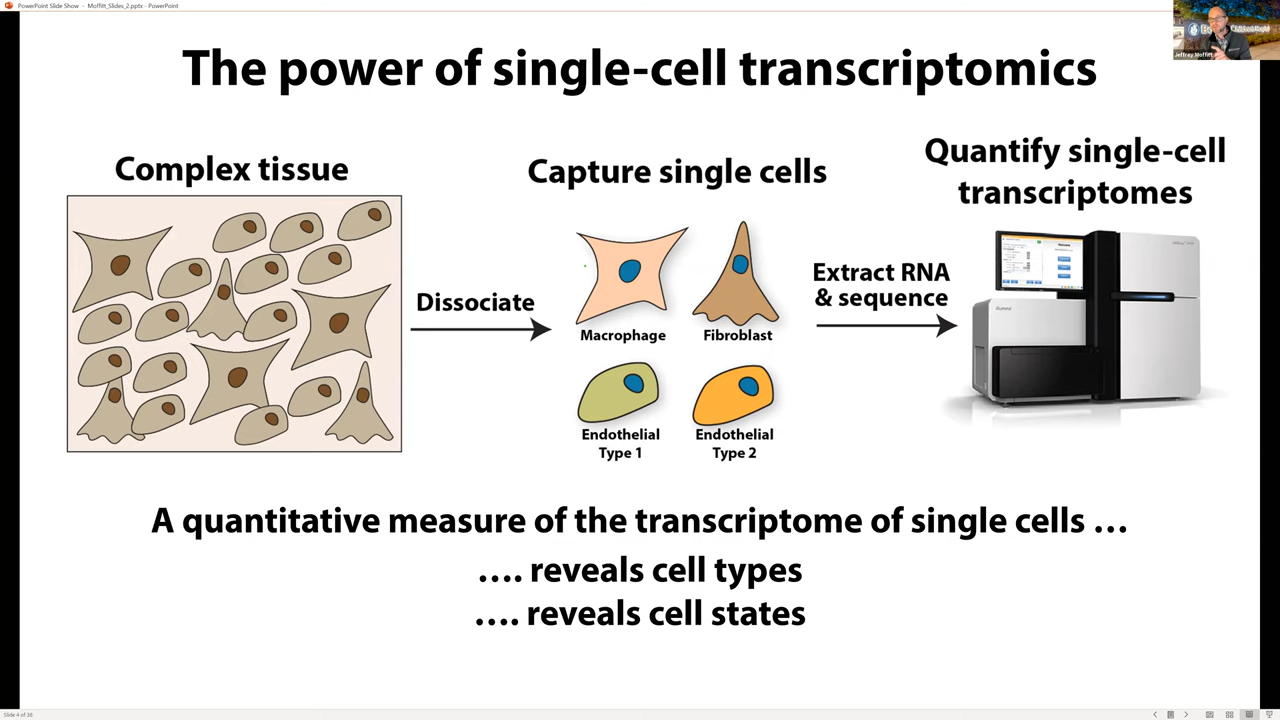 PowerPoint Slide Show - Moffitt_Slides_2.pptx - PowerPoint
Jeffrey Moffitt
The power of single-cell transcriptomics
Complex tissue
Capture single cells
Quantify single-cell
transcriptomes
Dissociate
Extract RNA
& sequence
Macrophage
Fibroblast
Endothelial
Type 1
Endothelial
Type 2
illumina
A quantitative measure of the transcriptome of single cells …
…. reveals cell types
…. reveals cell states
Slide 4 of 38